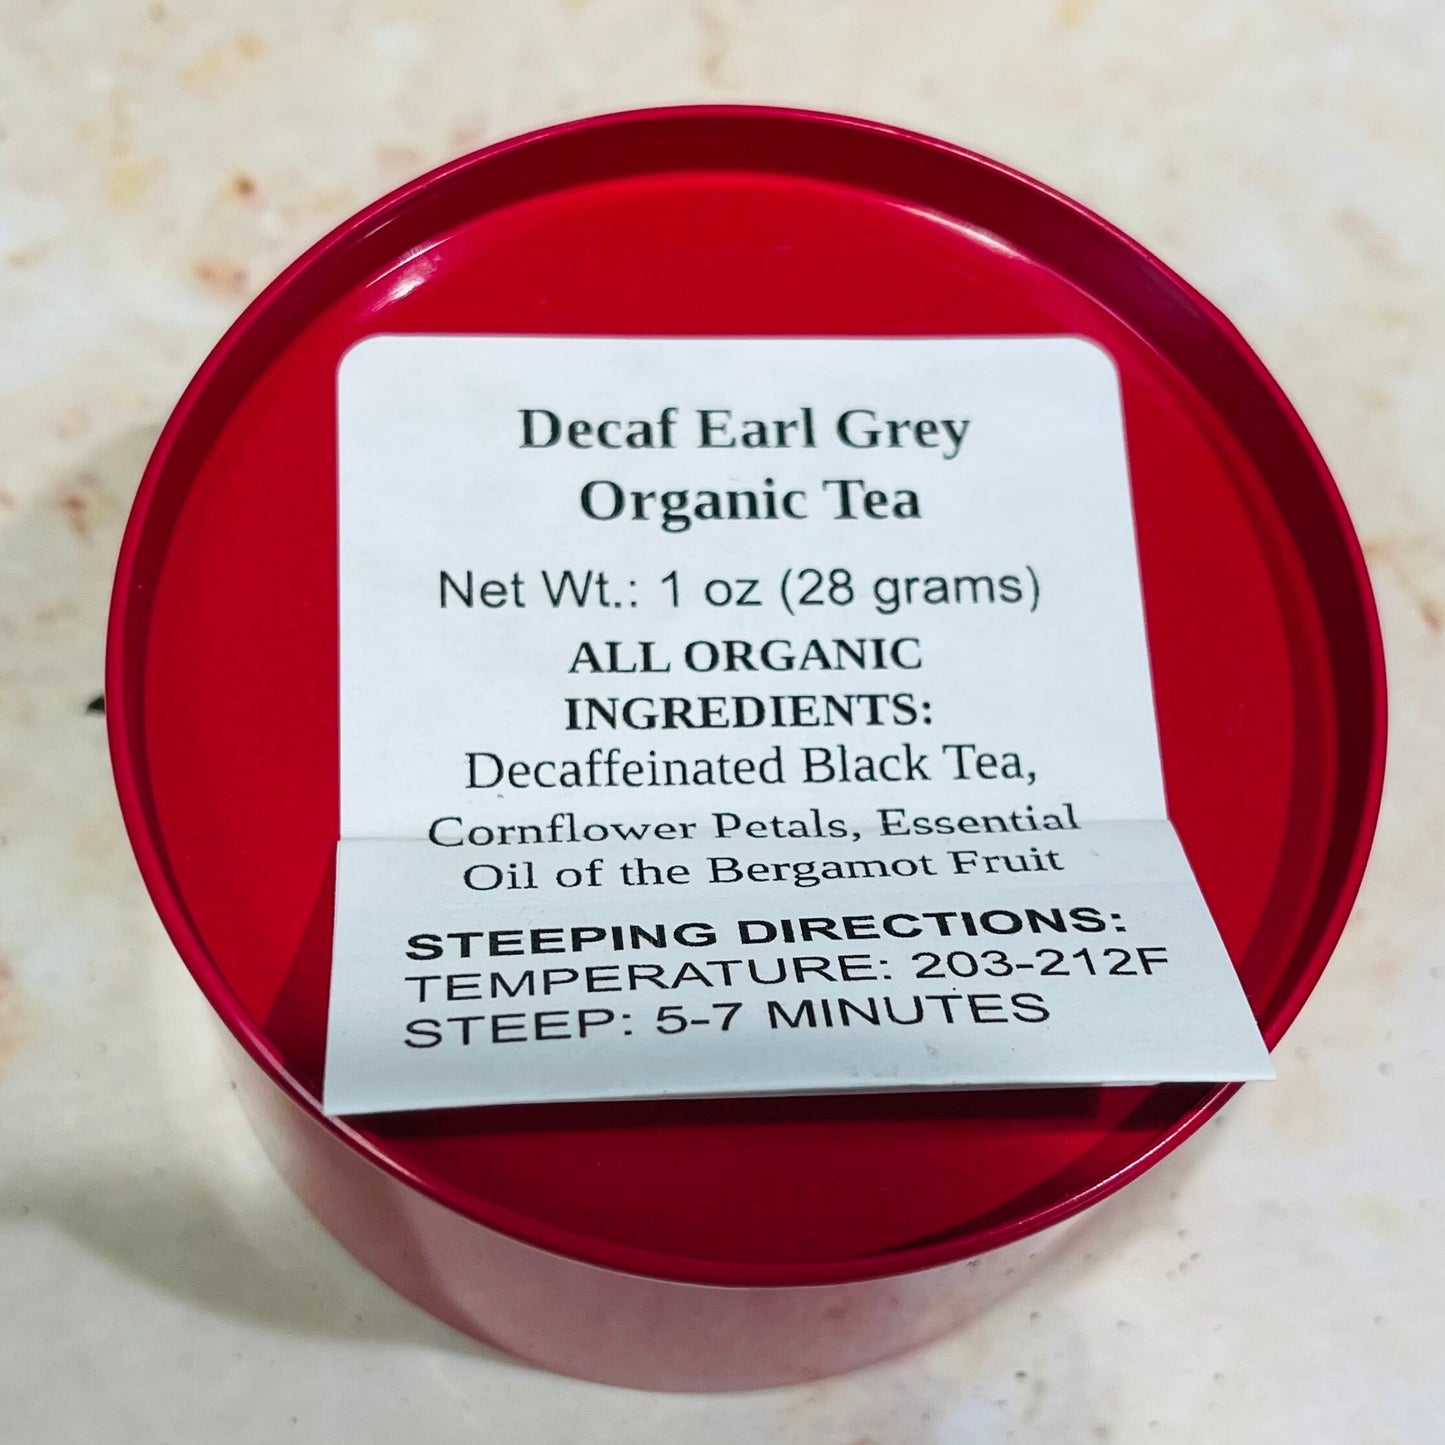 Decaf Earl Grey
Organic Tea
Net Wt.: 1 oz (28 grams)
ALL ORGANIC
INGREDIENTS:
Decaffeinated Black Tea,
Cornflower Petals, Essential
Oil of the Bergamot Fruit
STEEPING DIRECTIONS:
TEMPERATURE: 203-212F
STEEP: 5-7 MINUTES